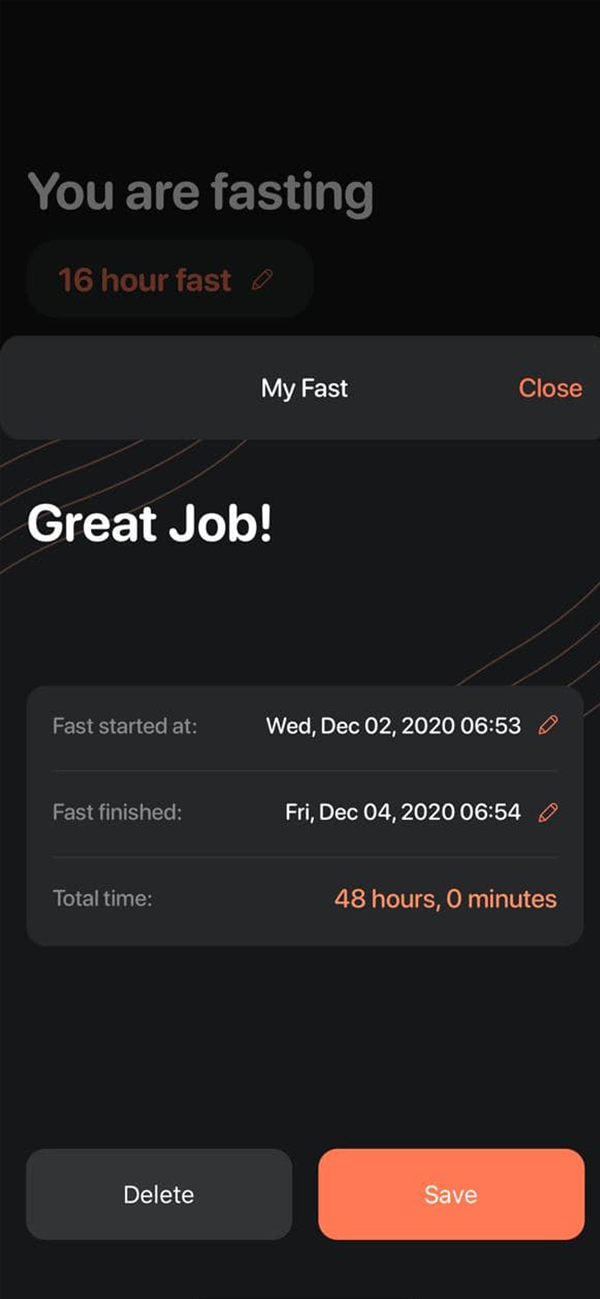 You are fasting
16 hour fast
My Fast Close
Great Job!
Fast started at: Wed, Dec 02, 2020 06:53
Fast finished: Fri, Dec 04, 2020 06:54
Total time: 48 hours, 0 minutes
Delete Save